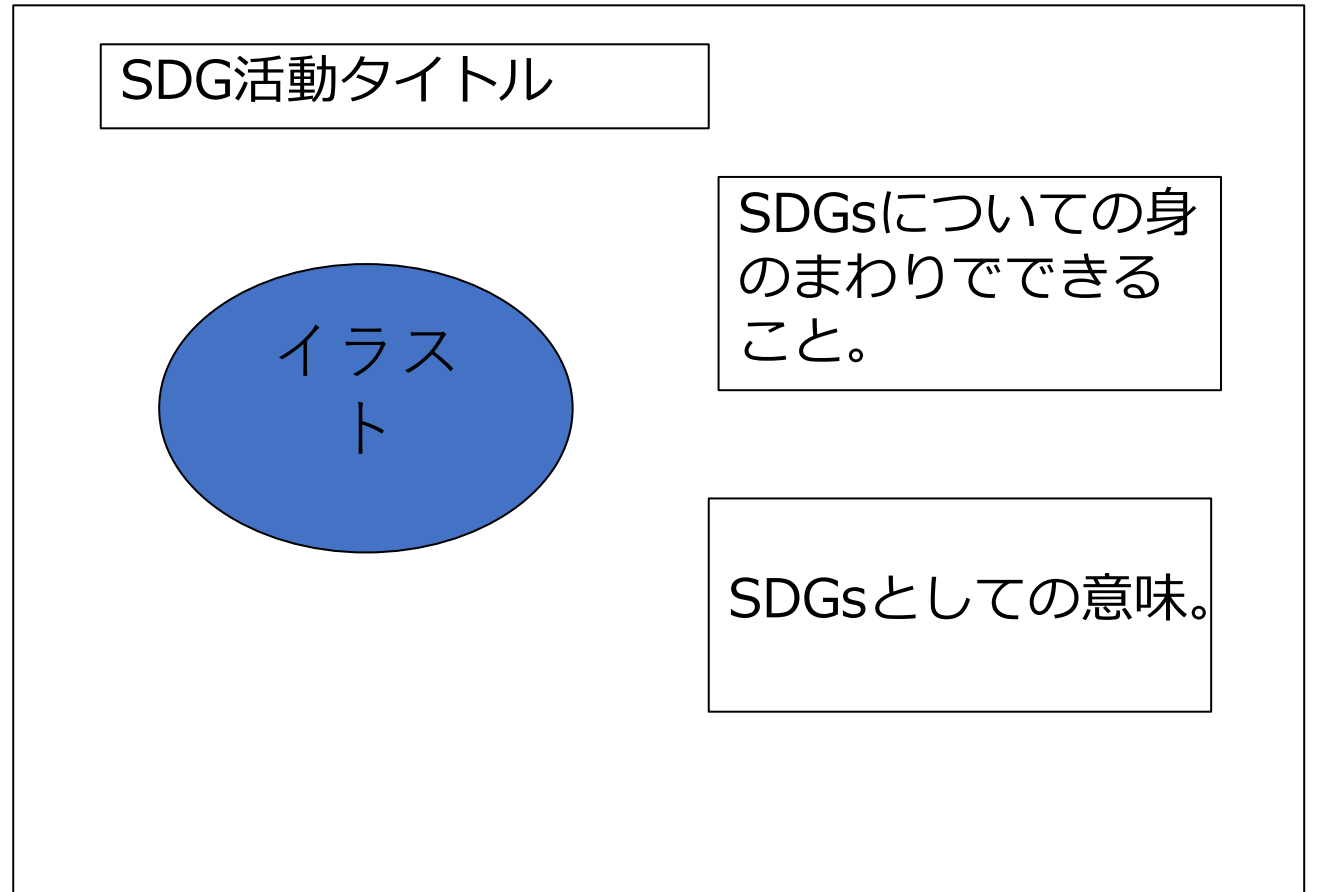 SDG活動タイトル
SDGsについての身
のまわりでできる
こと。
イラス
ト
SDGsとしての意味。